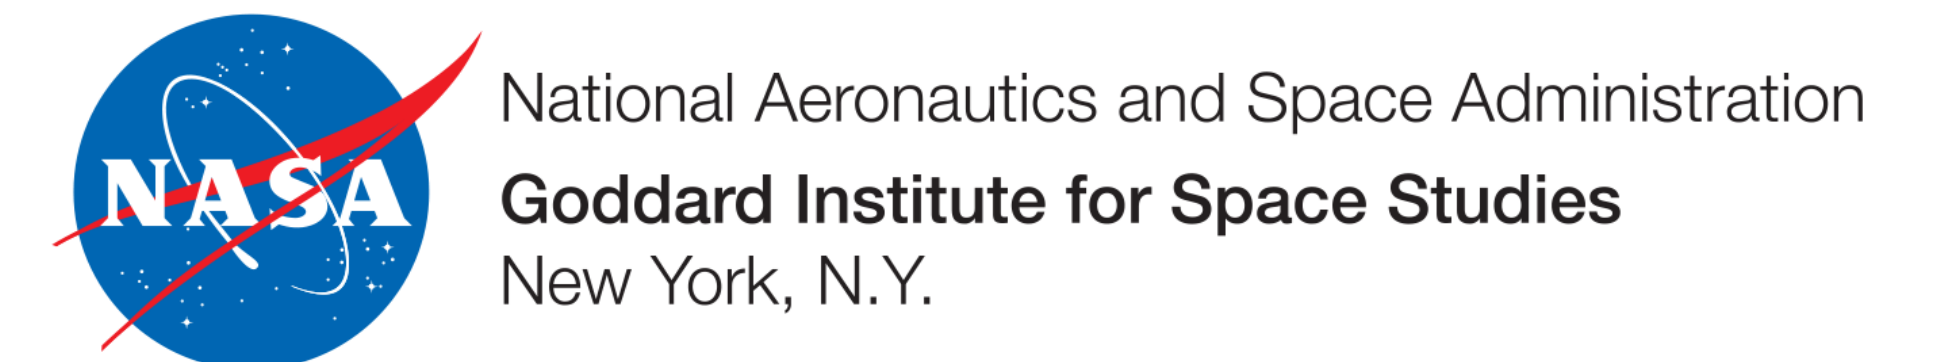 NASA
National Aeronautics and Space Administration
Goddard Institute for Space Studies
New York, N.Y.